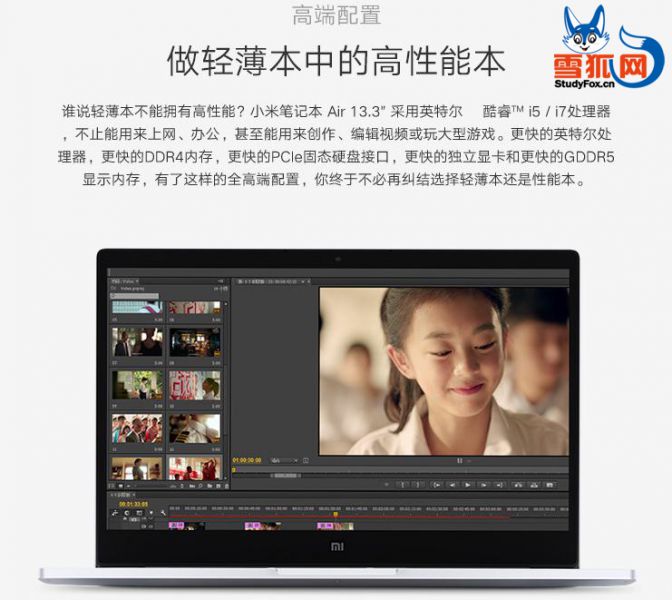 高端配置
做轻薄本中的高性能本
雪狐网
StudyFox.cn
谁说轻薄本不能拥有高性能？小米笔记本 Air 13.3" 采用英特尔 酷睿™ i5 / i7处理器
，不止能用来上网、办公，甚至能用来创作、编辑视频或玩大型游戏。更快的英特尔处
理器，更快的DDR4内存，更快的PCIe固态硬盘接口，更快的独立显卡和更快的GDDR5
显示内存，有了这样的全高端配置，你终于不必再纠结选择轻薄本还是性能本。
01:00:30:00
00:01:33:05
mi